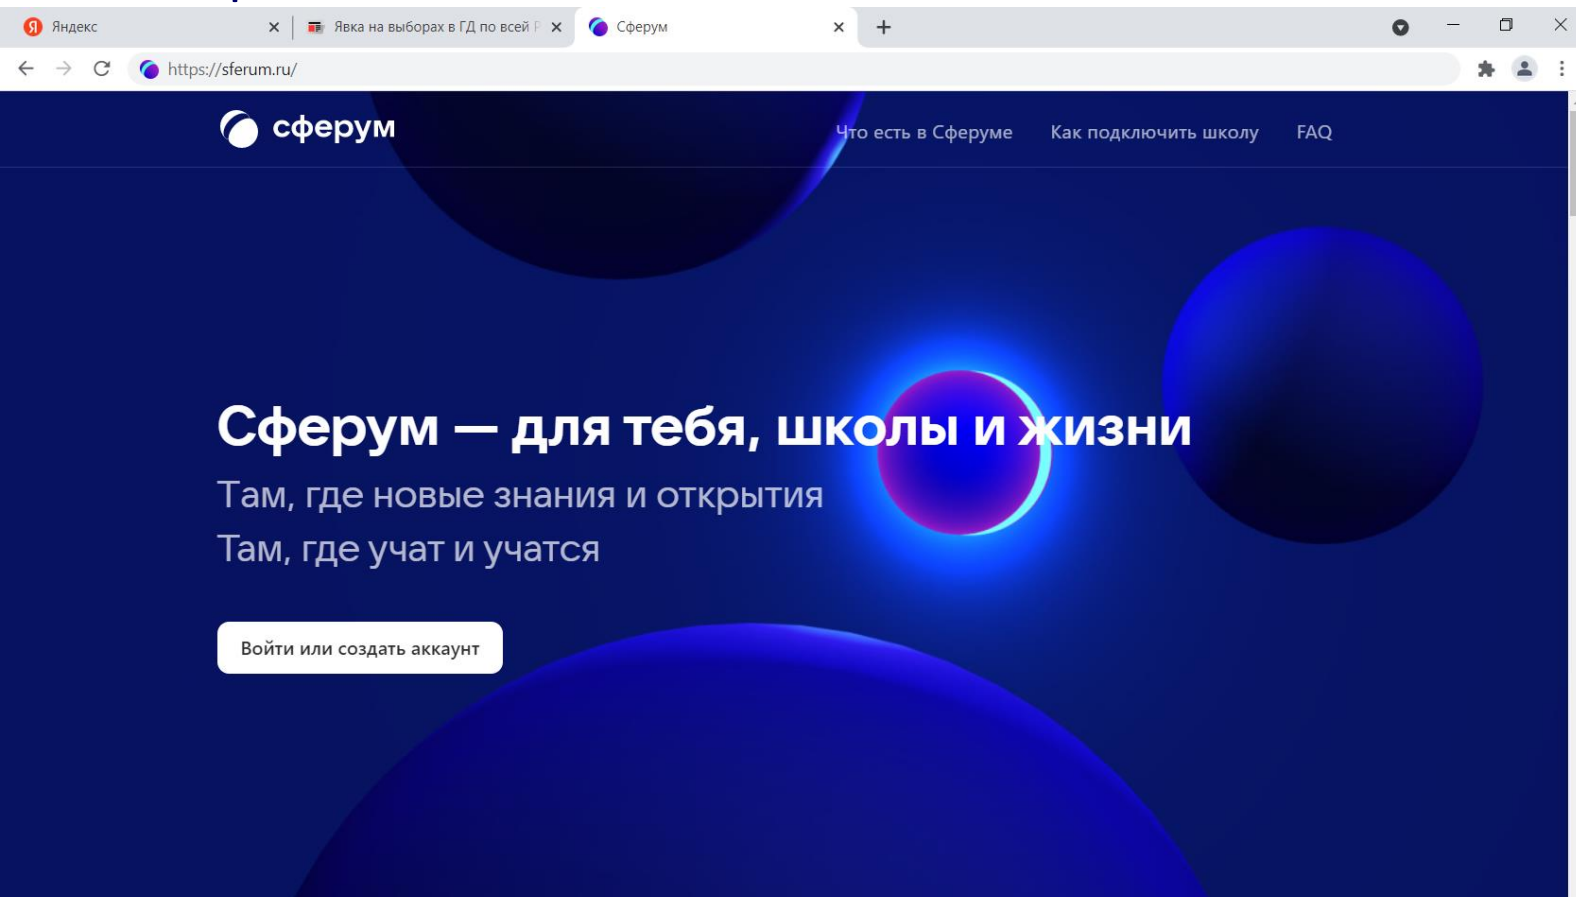 Яндекс
Явка на выборах в ГД по всей Р
Сферум
https://sferum.ru/
сферум
Что есть в Сферуме
Как подключить школу
FAQ
Сферум — для тебя, школы и жизни
Там, где новые знания и открытия
Там, где учат и учатся
Войти или создать аккаунт